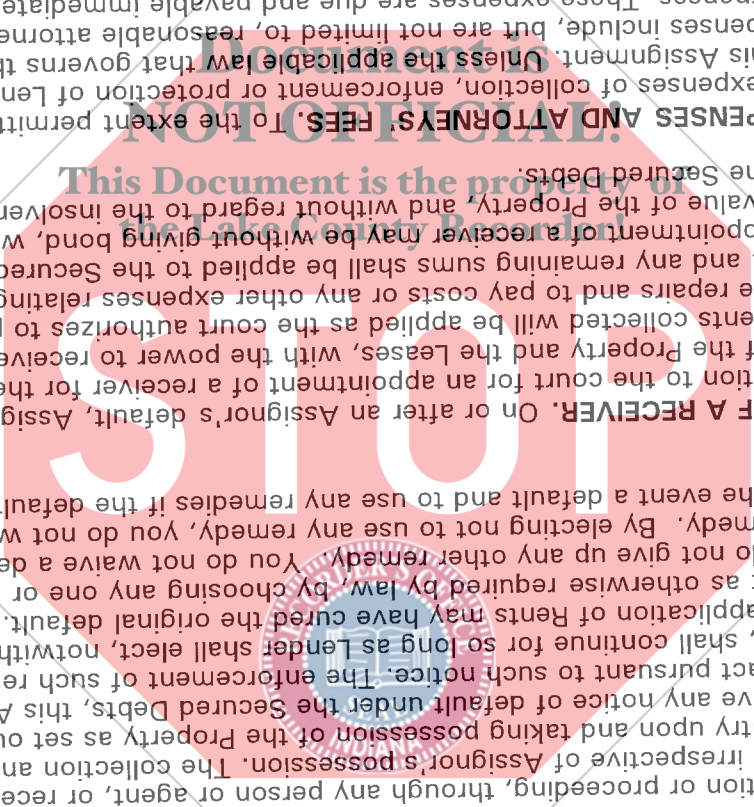 tion or proceeding, through any person or agent, or recei
irrespective of Assignor's possession. The collection an
try upon and taking possession of the Property as set ou
ve any notice of default under the Secured Debts, this A
act pursuant to such notice. The enforcement of such re
, shall continue for so long as Lender shall elect, notwith
application of Rents may have cured the original default.
t as otherwise required by law, by choosing any one or
do not give up any other remedy. You do not waive a de
medy. By electing not to use any remedy, you do not w
he event a default and to use any remedies if the default
F A RECEIVER. On or after an Assignor's default, Assig
otion to the court for an appointment of a receiver for the
f the Property and the Leases, with the power to receive
ents collected will be applied as the court authorizes to p
e repairs and to pay costs or any other expenses relating
, and any remaining sums shall be applied to the Secured
ppointment of a receiver may be without giving bond, w
value of the Property, and without regard to the insolven
he Secured Debts.
PENSES AND ATTORNEYS' FEES. To the extent permitt
expenses of collection, enforcement or protection of Len
his Assignment. Unless the applicable law that governs th
penses include, but are not limited to, reasonable attorne
penses. These expenses are due and payable immediatel
Document is
NOT OFFICIAL!
This Document is the property of
the Lake County Recorder!
STOP
INDIANA